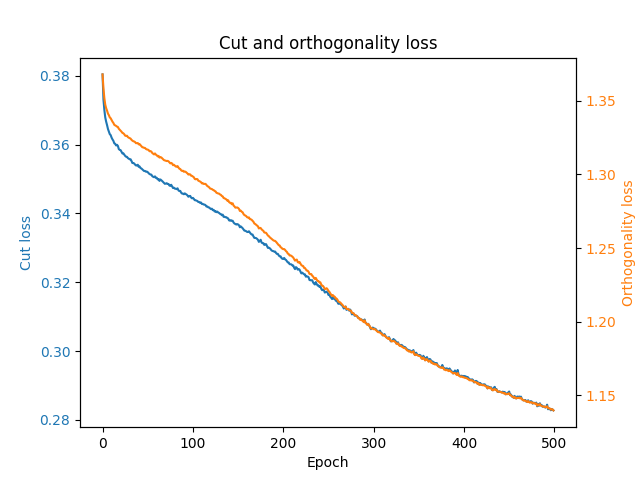 Cut and orthogonality loss
0.38
0.36
0.34
0.32
0.30
0.28
Cut loss
1.35
1.30
1.25
1.20
1.15
Orthogonality loss
0 100 200 300 400 500
Epoch